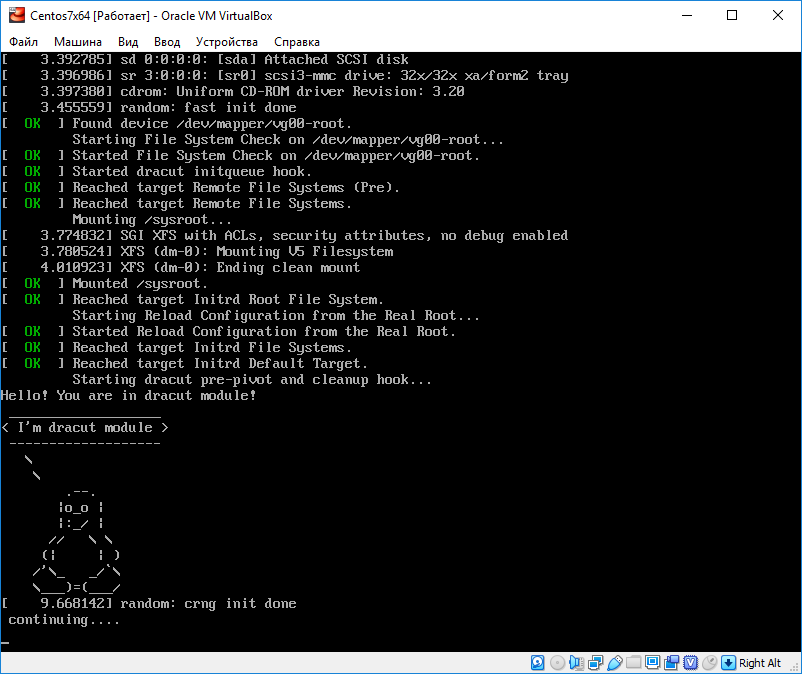 Centos7x64 [Работает] - Oracle VM VirtualBox
Файл Машина Вид Ввод Устройства Справка
[    3.392785] sd 0:0:0:0: [sda] Attached SCSI disk
[    3.396986] sr 3:0:0:0: [sr0] scsi3-mmc drive: 32x/32x xa/form2 tray
[    3.397380] cdrom: Uniform CD-ROM driver Revision: 3.20
[    3.455559] random: fast init done
[  OK  ] Found device /dev/mapper/vg00-root.
         Starting File System Check on /dev/mapper/vg00-root...
[  OK  ] Started File System Check on /dev/mapper/vg00-root.
[  OK  ] Started dracut initqueue hook.
[  OK  ] Reached target Remote File Systems (Pre).
[  OK  ] Reached target Remote File Systems.
         Mounting /sysroot...
[    3.774832] SGI XFS with ACLs, security attributes, no debug enabled
[    3.780524] XFS (dm-0): Mounting V5 Filesystem
[    4.010923] XFS (dm-0): Ending clean mount
[  OK  ] Mounted /sysroot.
[  OK  ] Reached target Initrd Root File System.
         Starting Reload Configuration from the Real Root...
[  OK  ] Started Reload Configuration from the Real Root.
[  OK  ] Reached target Initrd File Systems.
[  OK  ] Reached target Initrd Default Target.
         Starting dracut pre-pivot and cleanup hook...
Hello! You are in dracut module!
 ___________________
< I'm dracut module >
 -------------------
   \
    \
        .--.
       |o_o |
       |:_/ |
      //   \ \
     (|     | )
    /'\_   _/`\
    \___)=(___/
[    9.668142] random: crng init done
 continuing....
_
Right Alt